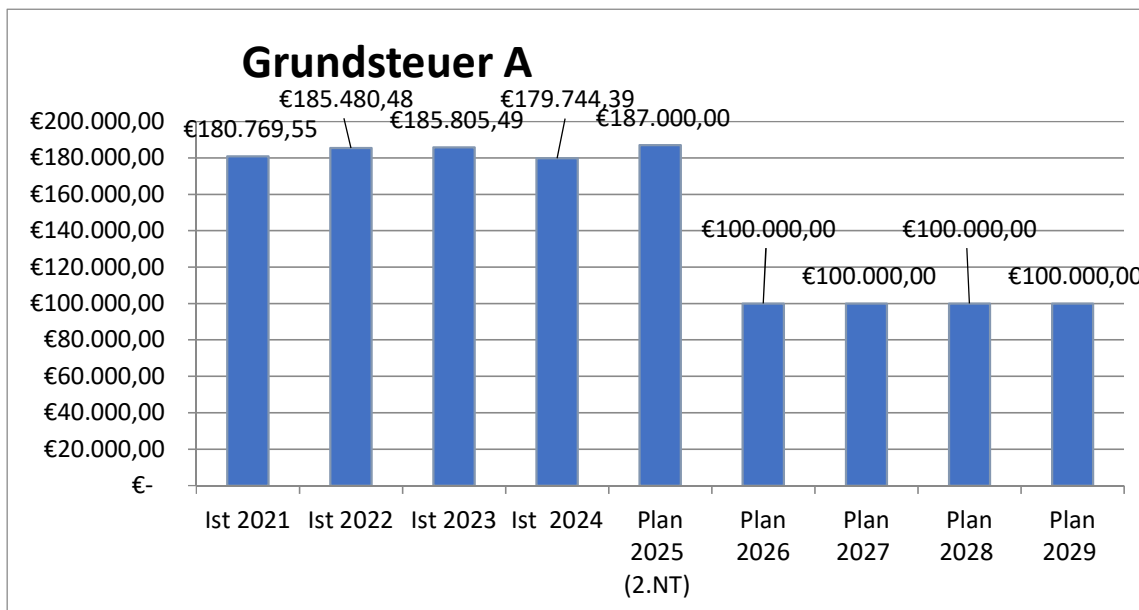 Grundsteuer A
€200.000,00
€180.000,00
€160.000,00
€140.000,00
€120.000,00
€100.000,00
€80.000,00
€60.000,00
€40.000,00
€20.000,00
€-
€180.769,55
€185.480,48
€185.805,49
€179.744,39
€187.000,00
€100.000,00
€100.000,00
€100.000,00
€100.000,00
Ist 2021
Ist 2022
Ist 2023
Ist 2024
Plan
2025
(2.NT)
Plan
2026
Plan
2027
Plan
2028
Plan
2029